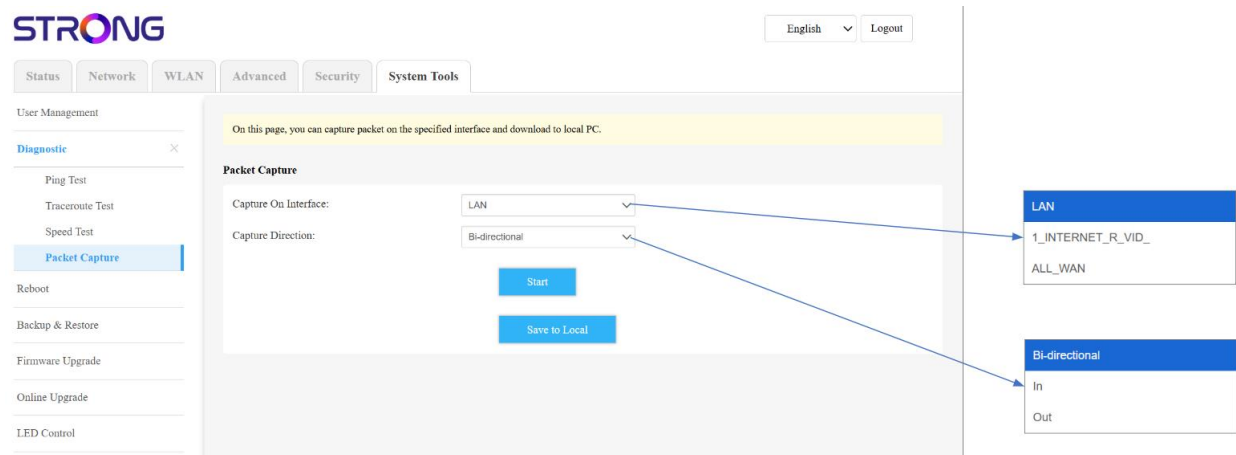 STRONG
English
Logout
Status
Network
WLAN
Advanced
Security
System Tools
User Management
Diagnostic
Ping Test
Traceroute Test
Speed Test
Packet Capture
Reboot
Backup & Restore
Firmware Upgrade
Online Upgrade
LED Control
On this page, you can capture packet on the specified interface and download to local PC.
Packet Capture
Capture On Interface:
LAN
Capture Direction:
Bi-directional
Start
Save to Local
LAN
1_INTERNET_R_VID_
ALL_WAN
Bi-directional
In
Out